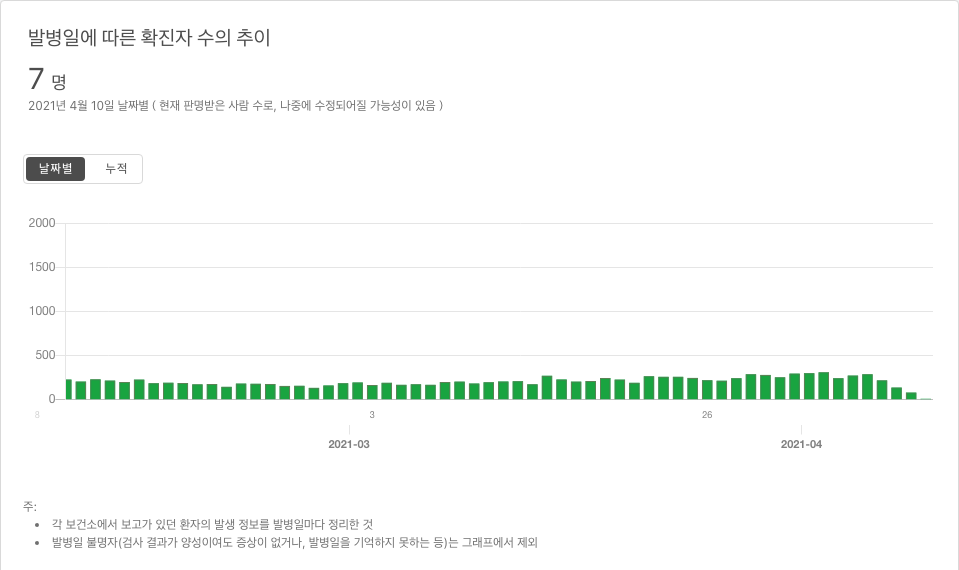 발병일에 따른 확진자 수의 추이
7 명
2021년 4월 10일 날짜별 ( 현재 판명받은 사람 수로, 나중에 수정되어질 가능성이 있음 )
날짜별 누적
2000
1500
1000
500
0
8 3 26
2021-03 2021-04
주:
• 각 보건소에서 보고가 있던 환자의 발생 정보를 발병일마다 정리한 것
• 발병일 불명자(검사 결과가 양성이여도 증상이 없거나, 발병일을 기억하지 못하는 등)는 그래프에서 제외